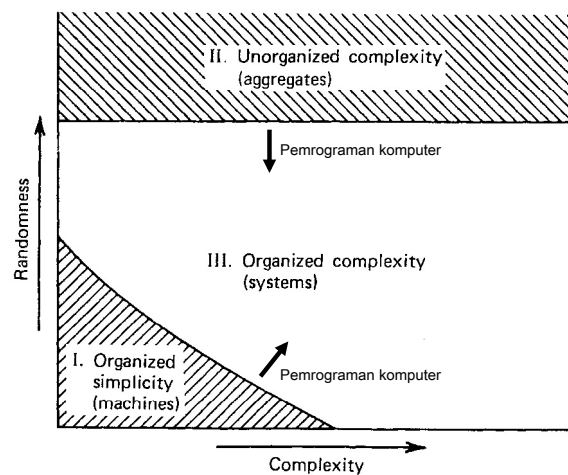 II. Unorganized complexity
(aggregates)
Pemrograman komputer
Randomness
III. Organized complexity
(systems)
I. Organized
simplicity
(machines)
Pemrograman komputer
Complexity